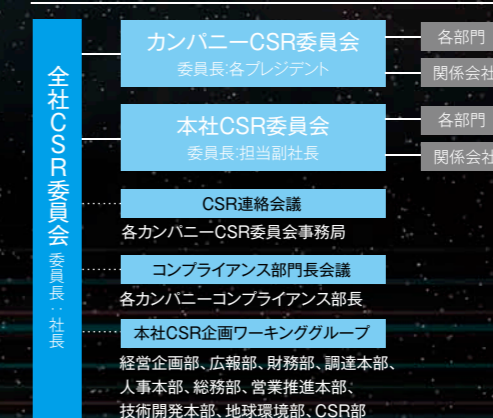 全社CSR委員会 委員長:社長
カンパニーCSR委員会
委員長:各プレジデント
各部門
関係会社
本社CSR委員会
委員長:担当副社長
各部門
関係会社
CSR連絡会議
各カンパニーCSR委員会事務局
コンプライアンス部門長会議
各カンパニーコンプライアンス部長
本社CSR企画ワーキンググループ
経営企画部、広報部、財務部、調達本部、
人事本部、総務部、営業推進本部、
技術開発本部、地球環境部、CSR部